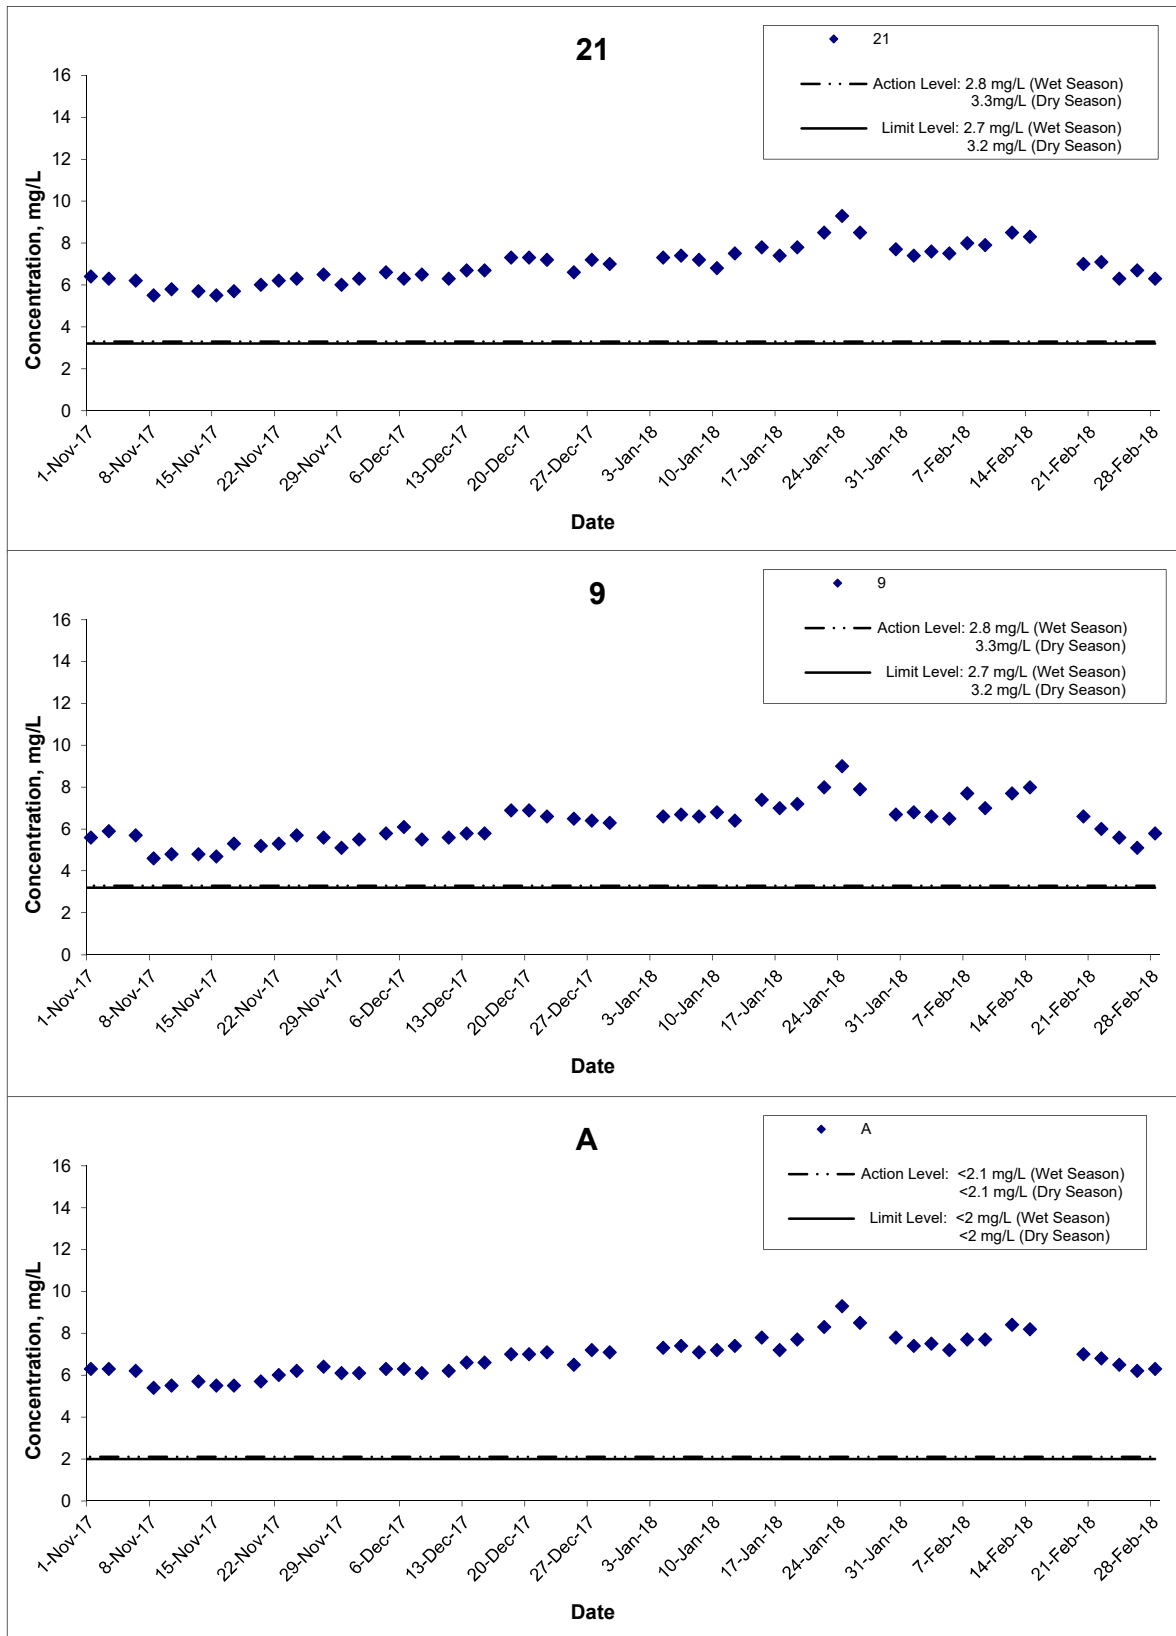 21
21
Action Level: 2.8 mg/L (Wet Season)
3.3mg/L (Dry Season)
Limit Level: 2.7 mg/L (Wet Season)
3.2 mg/L (Dry Season)
Concentration, mg/L
16
14
12
10
8
6
4
2
0
1-Nov-17
8-Nov-17
15-Nov-17
22-Nov-17
29-Nov-17
6-Dec-17
13-Dec-17
20-Dec-17
27-Dec-17
3-Jan-18
10-Jan-18
17-Jan-18
24-Jan-18
31-Jan-18
7-Feb-18
14-Feb-18
21-Feb-18
28-Feb-18
Date
9
9
Action Level: 2.8 mg/L (Wet Season)
3.3mg/L (Dry Season)
Limit Level: 2.7 mg/L (Wet Season)
3.2 mg/L (Dry Season)
Concentration, mg/L
16
14
12
10
8
6
4
2
0
1-Nov-17
8-Nov-17
15-Nov-17
22-Nov-17
29-Nov-17
6-Dec-17
13-Dec-17
20-Dec-17
27-Dec-17
3-Jan-18
10-Jan-18
17-Jan-18
24-Jan-18
31-Jan-18
7-Feb-18
14-Feb-18
21-Feb-18
28-Feb-18
Date
A
A
Action Level: <2.1 mg/L (Wet Season)
<2.1 mg/L (Dry Season)
Limit Level: <2 mg/L (Wet Season)
<2 mg/L (Dry Season)
Concentration, mg/L
16
14
12
10
8
6
4
2
0
1-Nov-17
8-Nov-17
15-Nov-17
22-Nov-17
29-Nov-17
6-Dec-17
13-Dec-17
20-Dec-17
27-Dec-17
3-Jan-18
10-Jan-18
17-Jan-18
24-Jan-18
31-Jan-18
7-Feb-18
14-Feb-18
21-Feb-18
28-Feb-18
Date